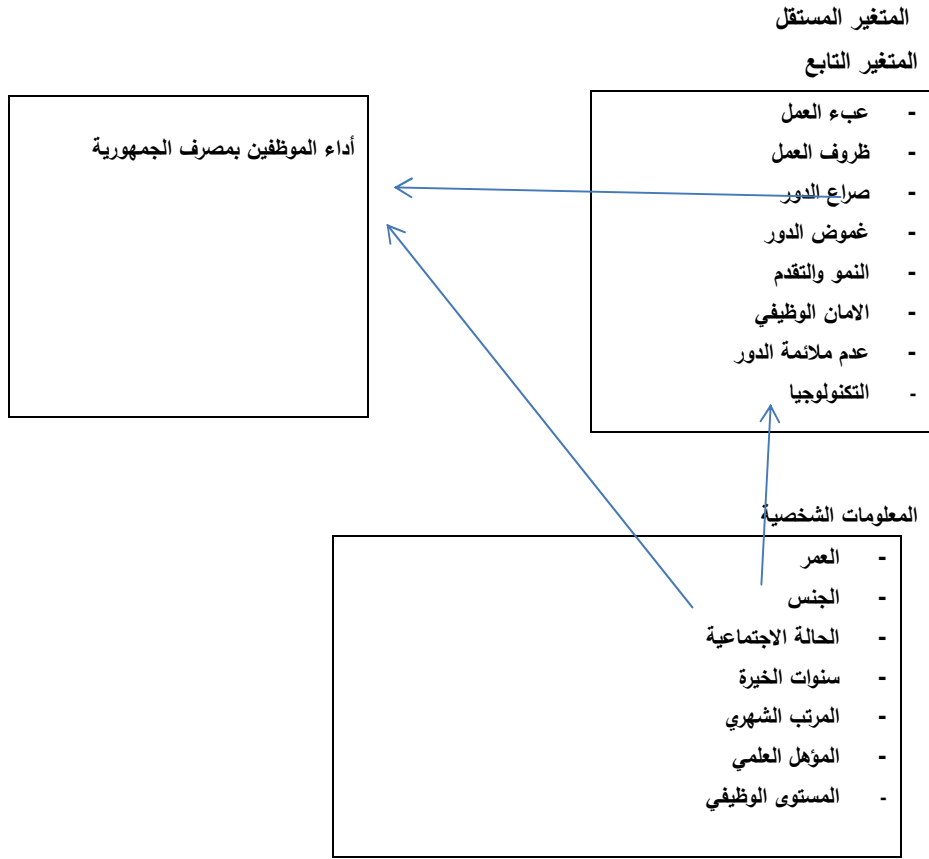 المتغير المستقل
المتغير التابع
- عبء العمل
- ظروف العمل
- صراع الدور
- غموض الدور
- النمو والتقدم
- الامان الوظيفي
- عدم ملائمة الدور
- التكنولوجيا
أداء الموظفين بمصرف الجمهورية
المعلومات الشخصية
- العمر
- الجنس
- الحالة الاجتماعية
- سنوات الخيرة
- المرتب الشهري
- المؤهل العلمي
- المستوى الوظيفي